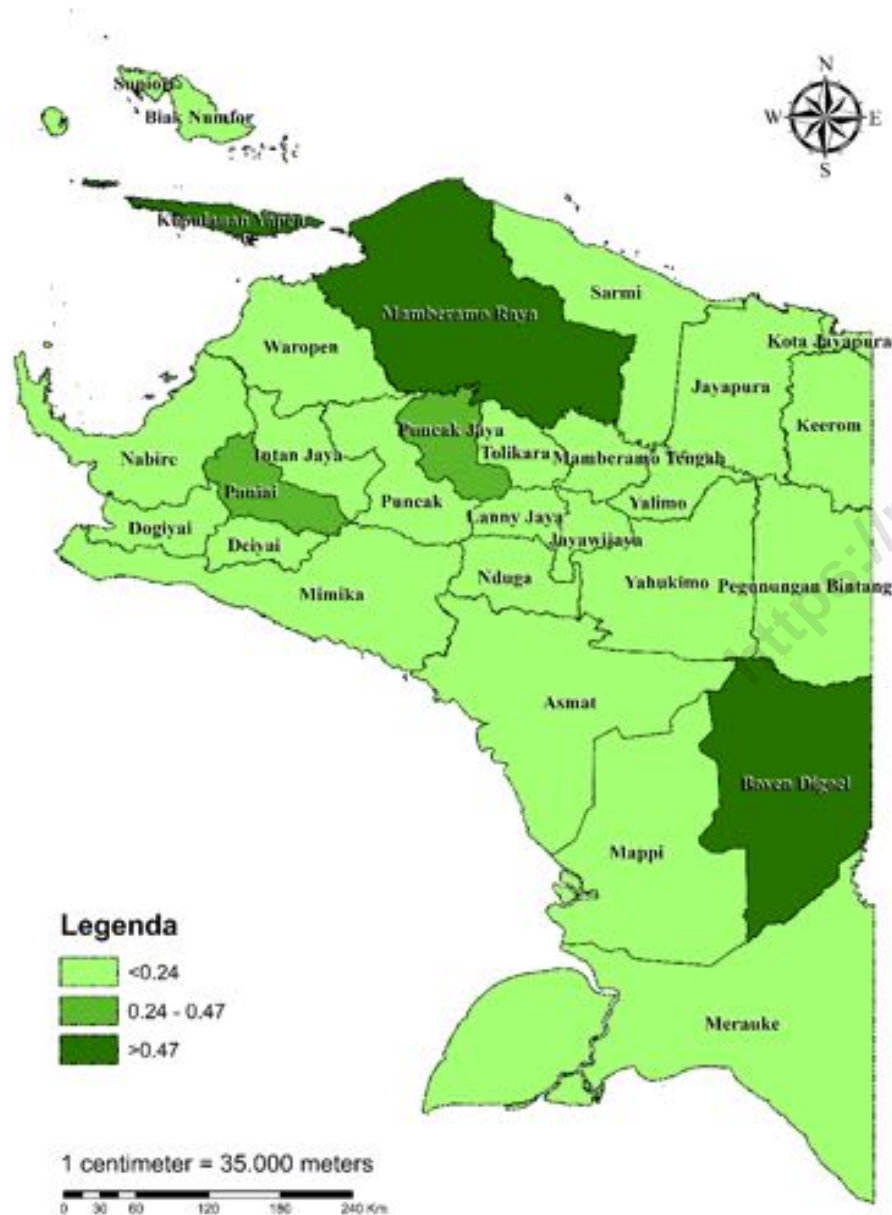 N
W E
S
Supiori
Biak Numfor
Kepulauan Yapen
Mamberamo Raya
Sarmi
Waropen
Kota Jayapura
Jayapura
Keerom
Puncak Jaya
Tolikara
Intan Jaya
Mamberamo Tengah
Nabire
Paniai
Puncak
Yalimo
Lanny Jaya
Dogiyai
Jayawijaya
Deiyai
Nduga
Yahukimo
Pegunungan Bintang
Mimika
https://
Asmat
Boven Digoel
Mappi
Merauke
Legenda
<0.24
0.24 - 0.47
>0.47
1 centimeter = 35.000 meters
0 30 60 120 180 240 Km